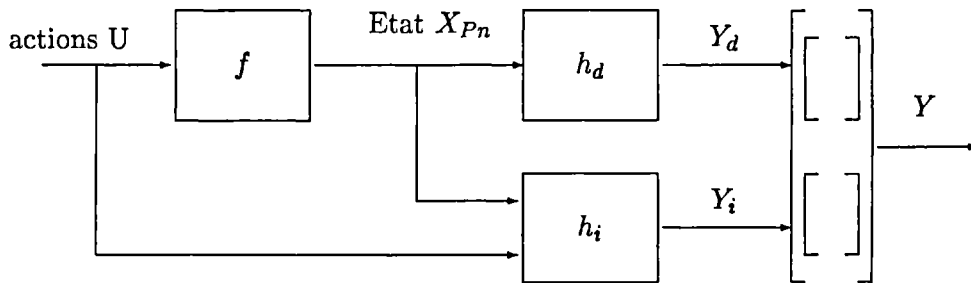 actions U
f
Etat $X_{Pn}$
$h_d$
$Y_d$
Y
$h_i$
$Y_i$